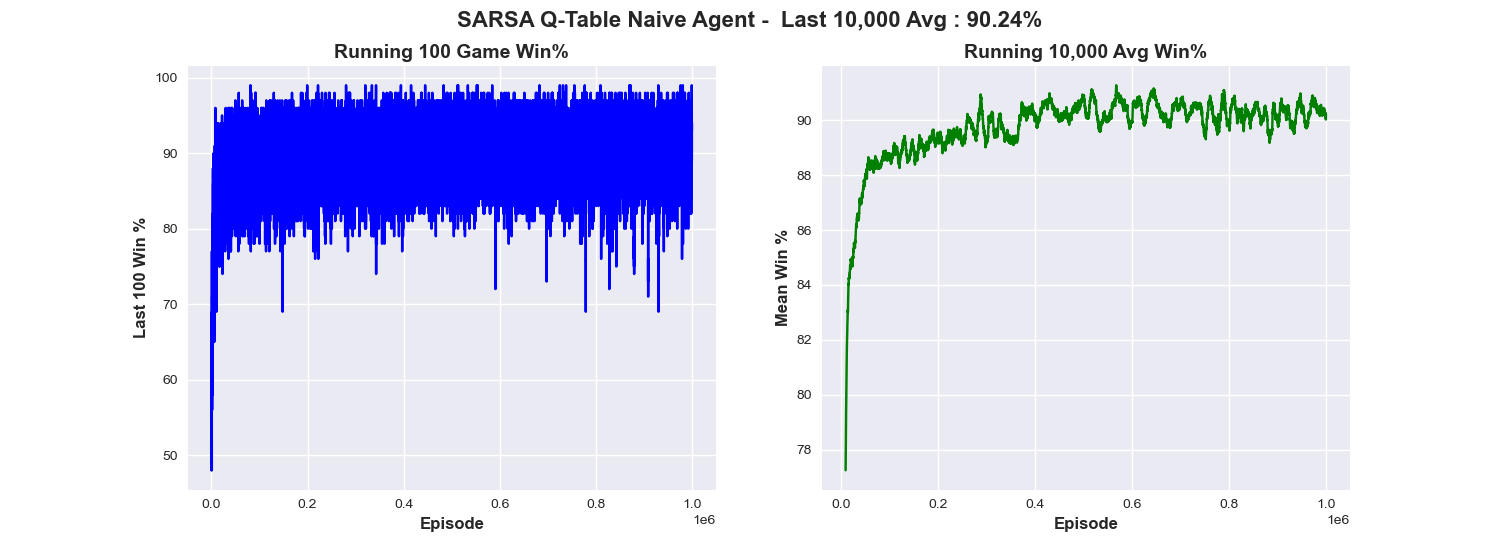 SARSA Q-Table Naive Agent - Last 10,000 Avg : 90.24%
Running 100 Game Win%
100
90
80
70
60
50
Last 100 Win %
0.0 0.2 0.4 0.6 0.8 1.0
1e6
Episode
Running 10,000 Avg Win%
90
88
86
84
82
80
78
Mean Win %
0.0 0.2 0.4 0.6 0.8 1.0
1e6
Episode